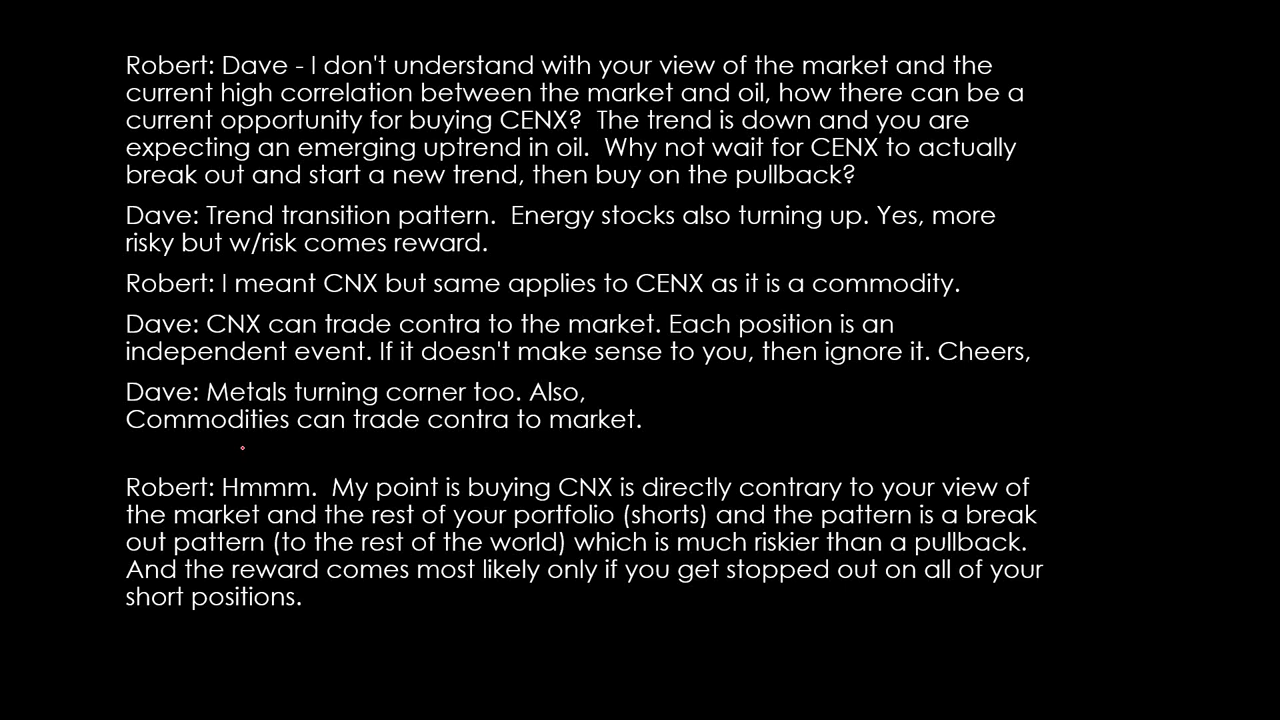 Robert: Dave - I don't understand with your view of the market and the
current high correlation between the market and oil, how there can be a
current opportunity for buying CENX?  The trend is down and you are
expecting an emerging uptrend in oil.  Why not wait for CENX to actually
break out and start a new trend, then buy on the pullback?
Dave: Trend transition pattern.  Energy stocks also turning up. Yes, more
risky but w/risk comes reward.
Robert: I meant CNX but same applies to CENX as it is a commodity.
Dave: CNX can trade contra to the market. Each position is an
independent event. If it doesn't make sense to you, then ignore it. Cheers,
Dave: Metals turning corner too. Also,
Commodities can trade contra to market.
Robert: Hmmm.  My point is buying CNX is directly contrary to your view of
the market and the rest of your portfolio (shorts) and the pattern is a break
out pattern (to the rest of the world) which is much riskier than a pullback.
And the reward comes most likely only if you get stopped out on all of your
short positions.